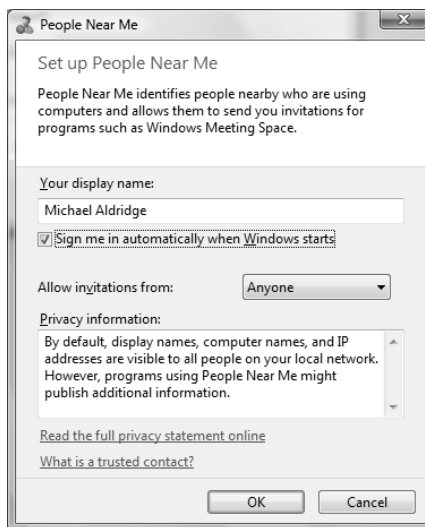 People Near Me
Set up People Near Me
People Near Me identifies people nearby who are using
computers and allows them to send you invitations for
programs such as Windows Meeting Space.
Your display name:
Michael Aldridge
Sign me in automatically when Windows starts
Allow invitations from: Anyone
Privacy information:
By default, display names, computer names, and IP
addresses are visible to all people on your local network.
However, programs using People Near Me might
publish additional information.
Read the full privacy statement online
What is a trusted contact?
OK Cancel